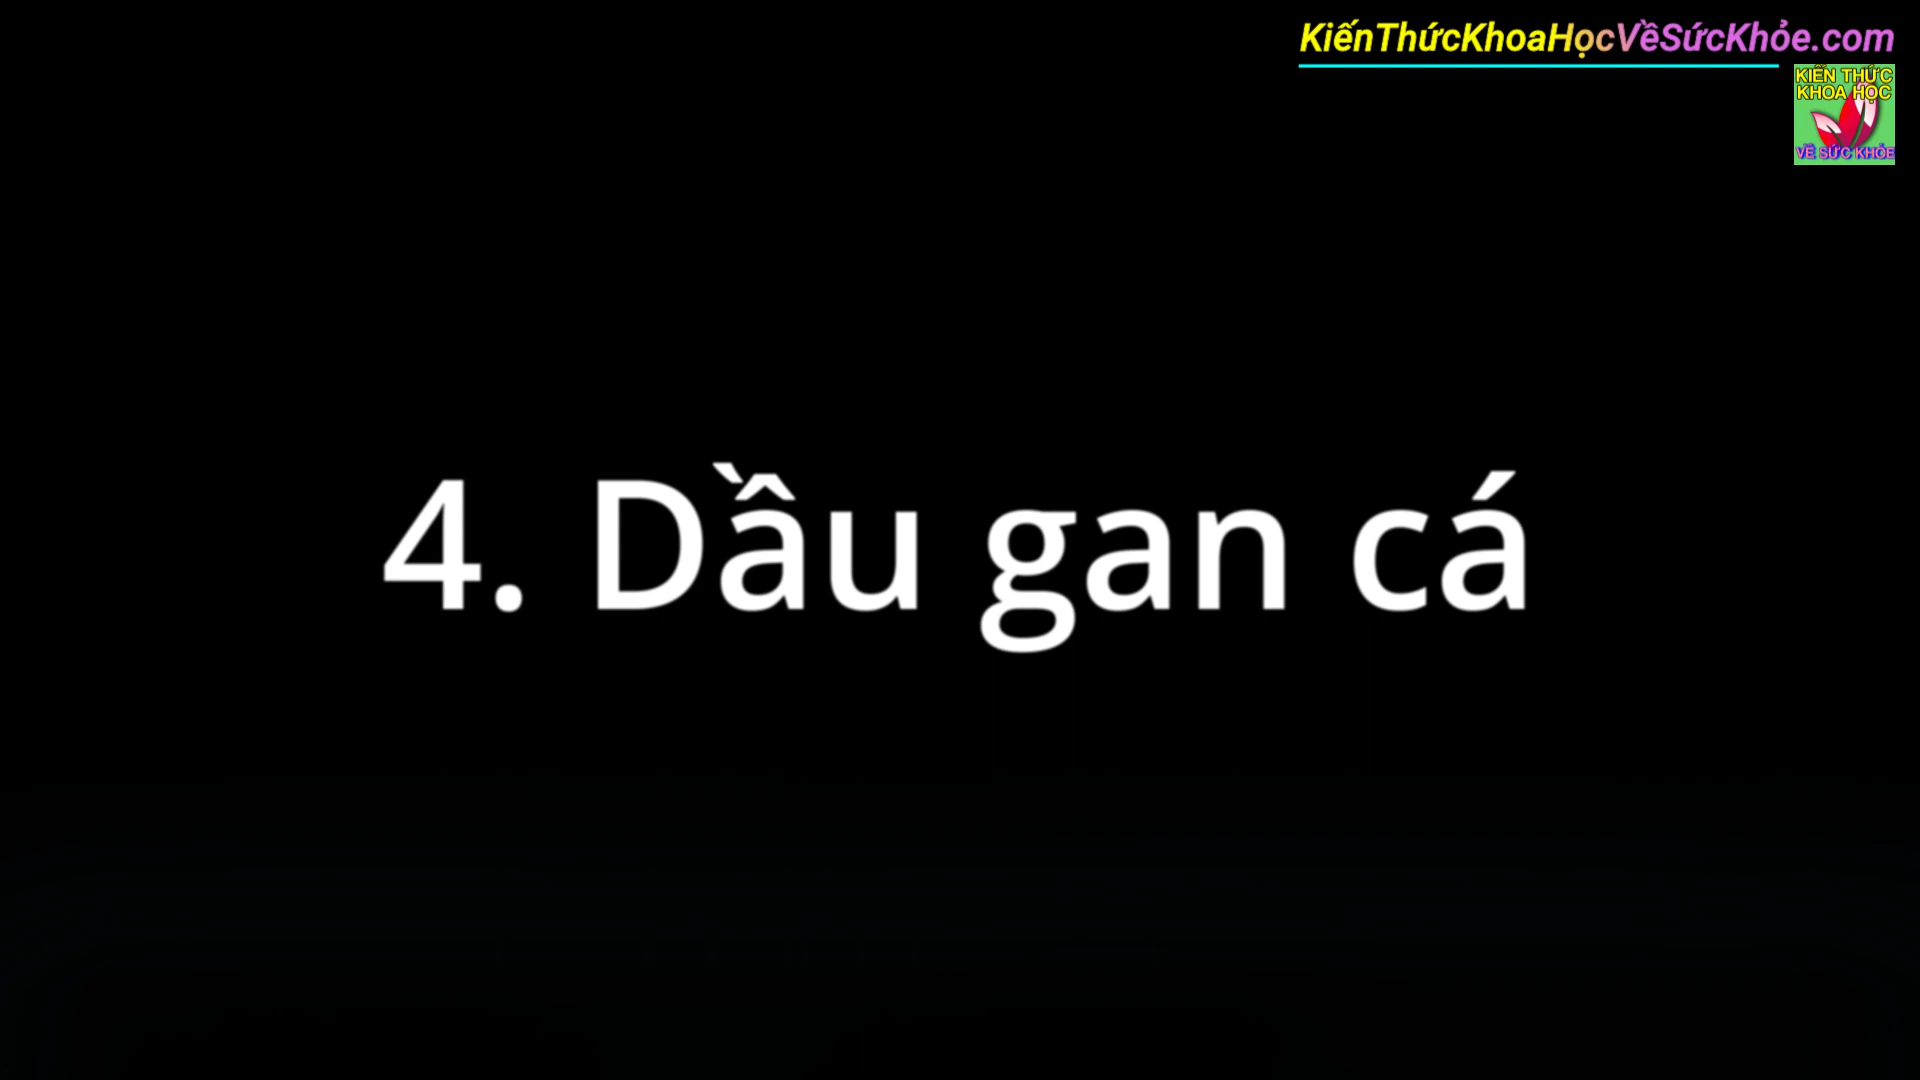 KiếnThứcKhoaHọcVềSứcKhỏe.com
KIẾN THỨC
KHOA HỌC
VỀ SỨC KHỎE
4. Dầu gan cá